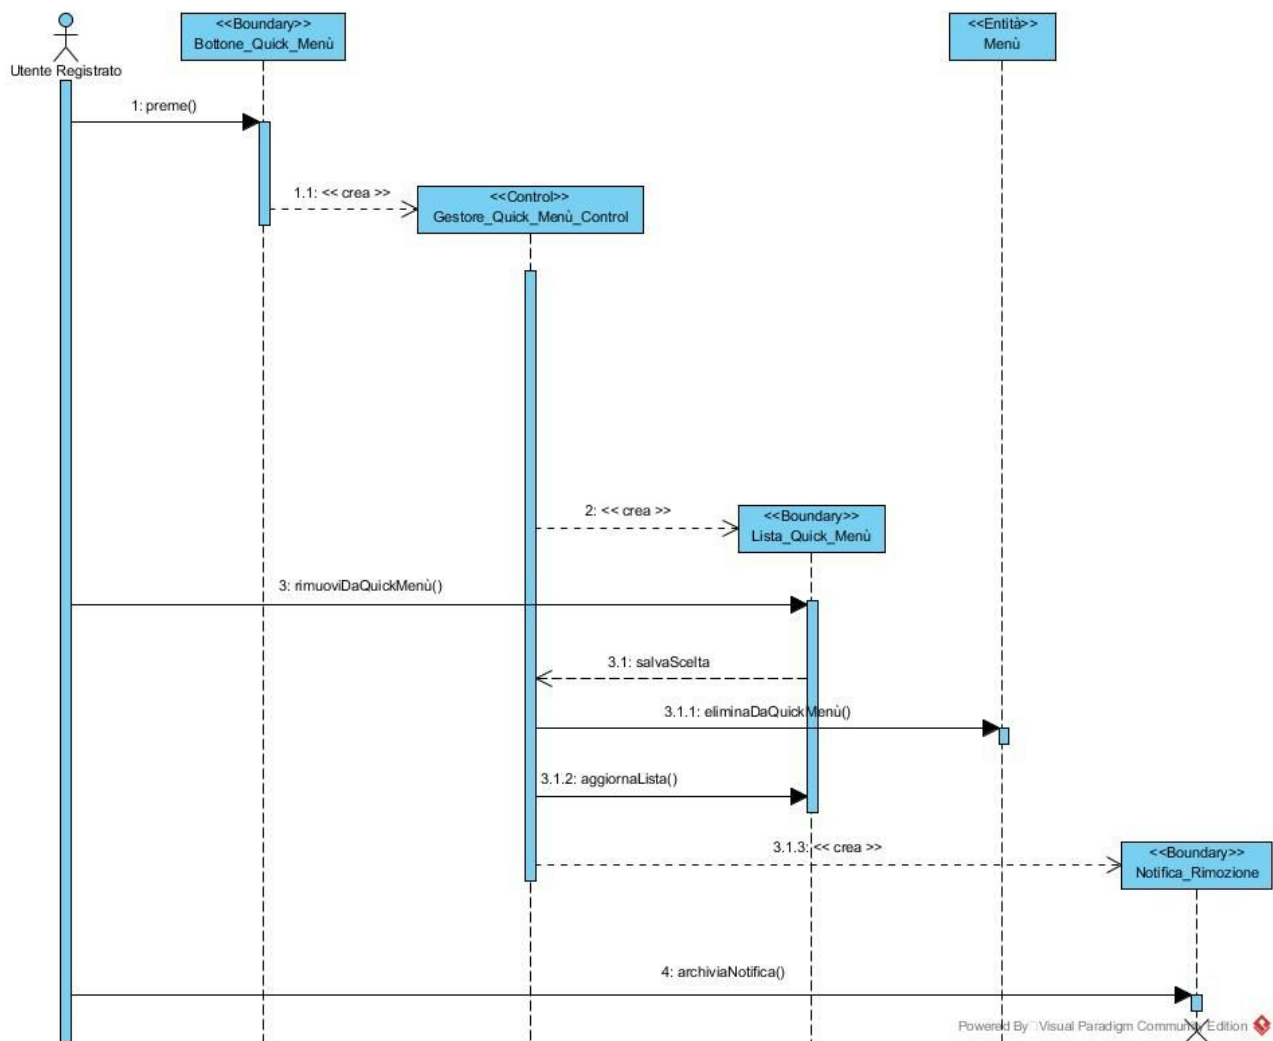 <<Boundary>>
Bottone_Quick_Menù
<<Entità>>
Menù
Utente Registrato
1: preme()
1.1: << crea >>
<<Control>>
Gestore_Quick_Menù_Control
2: << crea >>
<<Boundary>>
Lista_Quick_Menù
3: rimuoviDaQuickMenù()
3.1: salvaScelta
3.1.1: eliminaDaQuickMenù()
3.1.2: aggiornaLista()
3.1.3: << crea >>
<<Boundary>>
Notifica_Rimozione
4: archiviaNotifica()
Powered By Visual Paradigm Community Edition